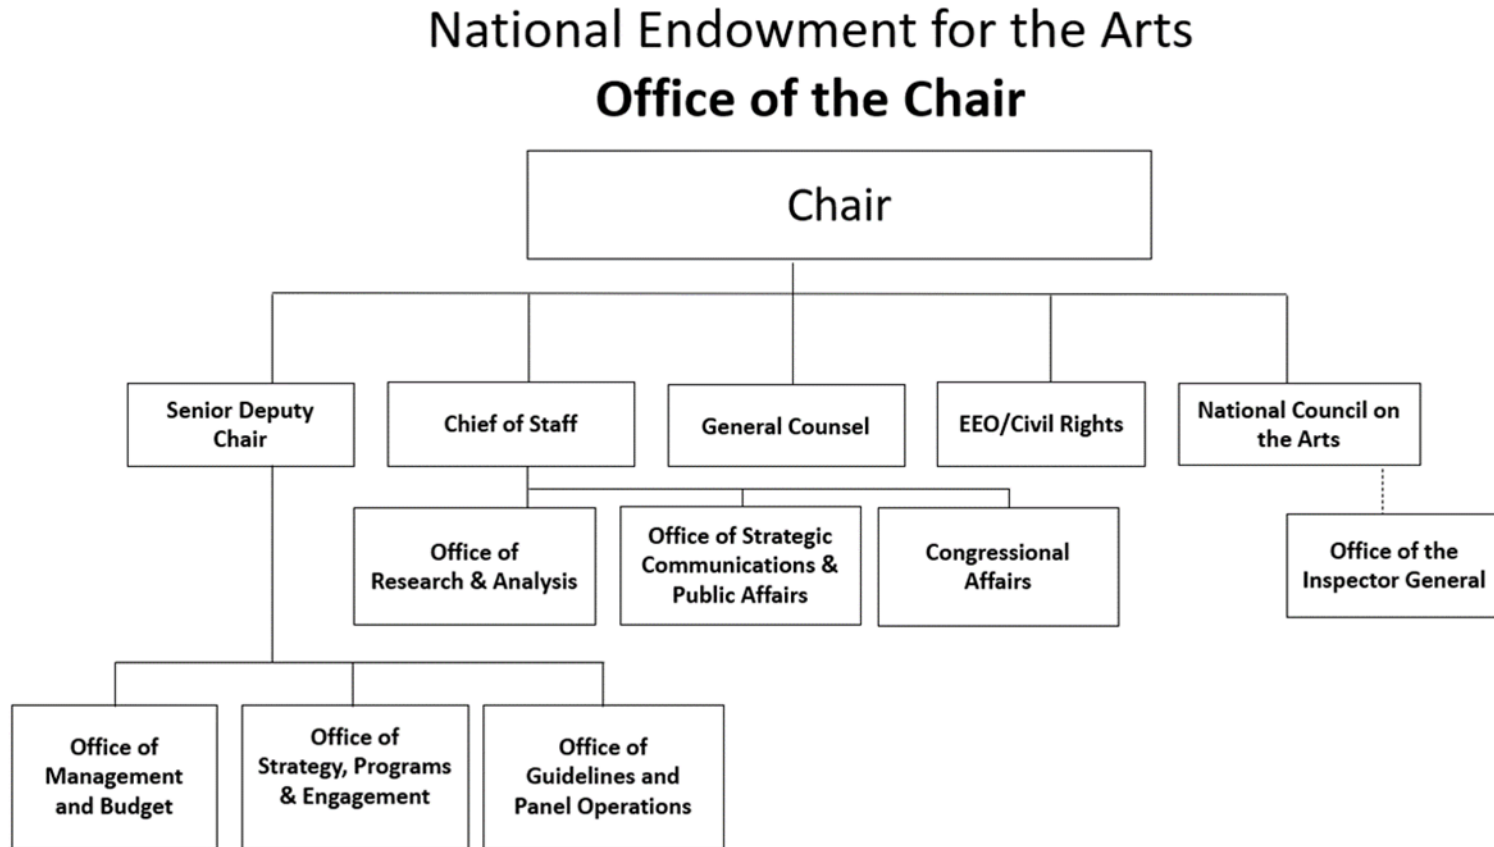 National Endowment for the Arts
Office of the Chair
Chair
Senior Deputy
Chair
Chief of Staff
General Counsel
EEO/Civil Rights
National Council on
the Arts
Office of
Research & Analysis
Office of Strategic
Communications &
Public Affairs
Congressional
Affairs
Office of the
Inspector General
Office of
Management
and Budget
Office of
Strategy, Programs
& Engagement
Office of
Guidelines and
Panel Operations